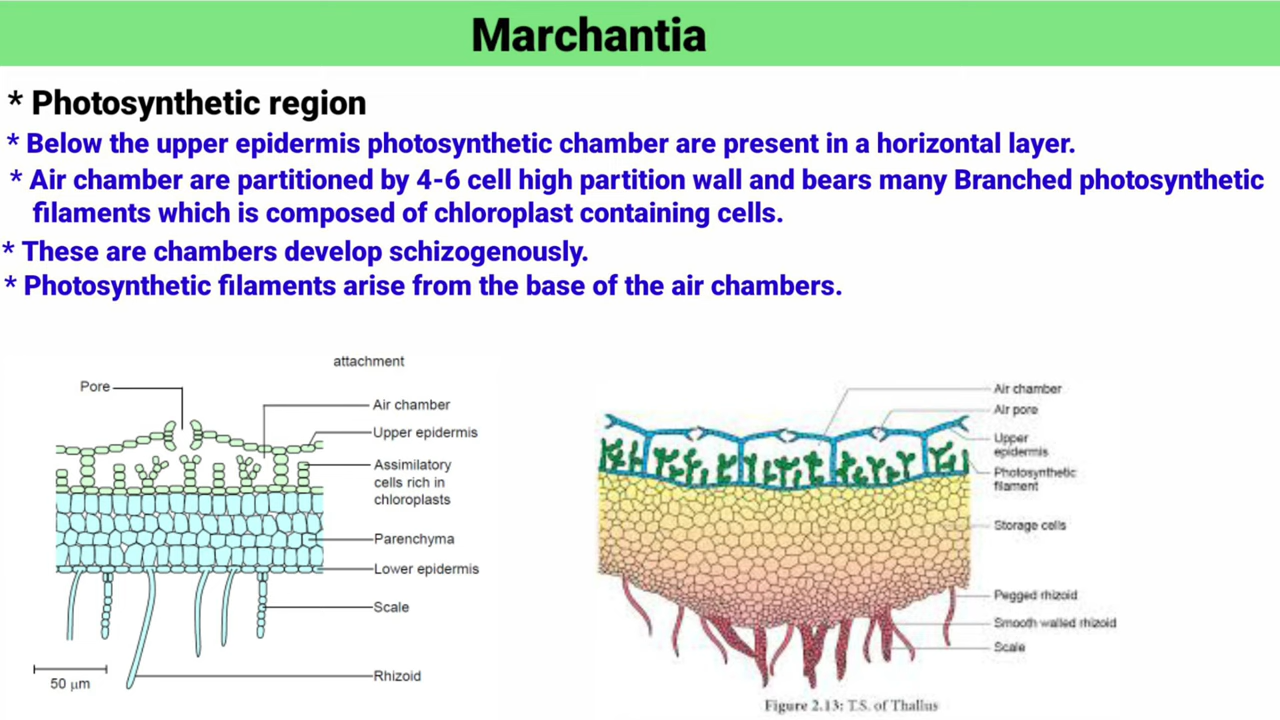 Marchantia
* Photosynthetic region
* Below the upper epidermis photosynthetic chamber are present in a horizontal layer.
* Air chamber are partitioned by 4-6 cell high partition wall and bears many Branched photosynthetic
filaments which is composed of chloroplast containing cells.
* These are chambers develop schizogenously.
* Photosynthetic filaments arise from the base of the air chambers.
attachment
Pore
Air chamber
Upper epidermis
Assimilatory
cells rich in
chloroplasts
Parenchyma
Lower epidermis
Scale
Rhizoid
50 µm
Air chamber
Air pore
Upper
epidermis
Photosynthetic
filament
Storage cells
Pegged rhizoid
Smooth walled rhizoid
Scale
Figure 2.13: T.S. of Thallus